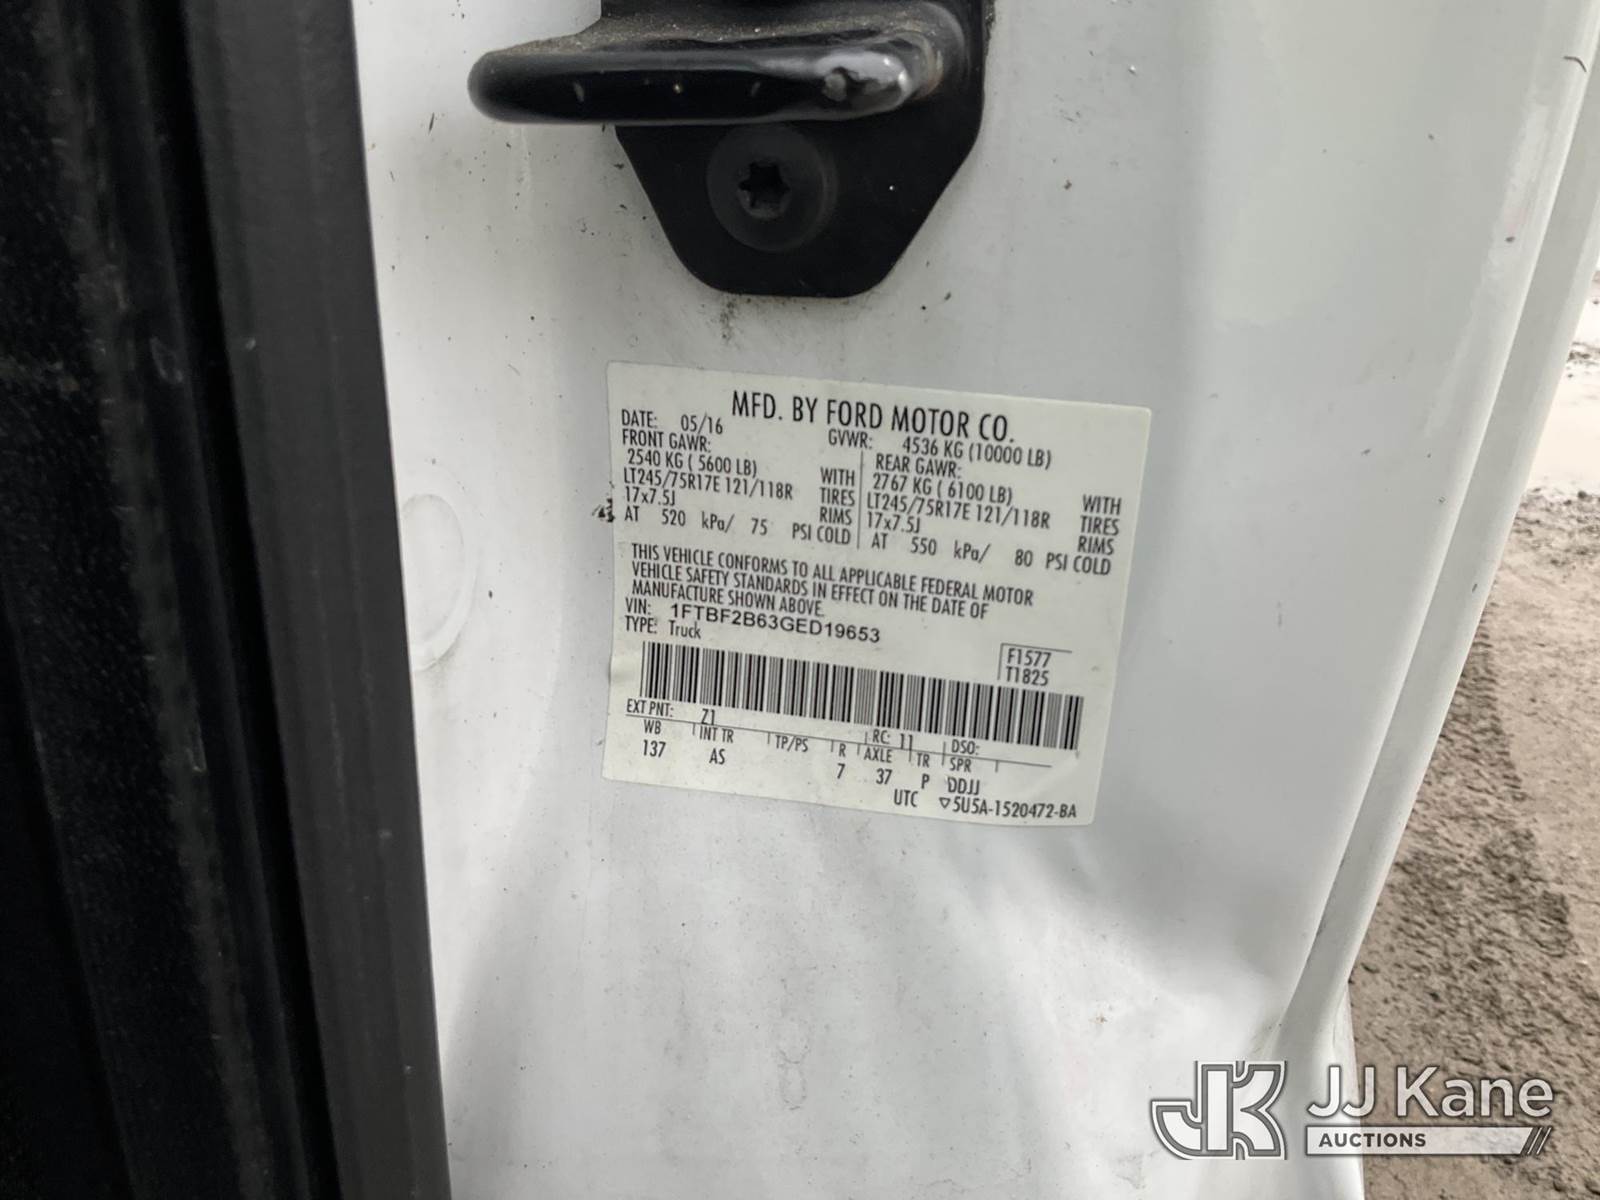 MFD. BY FORD MOTOR CO.
DATE: 05/16 GVWR: 4536 KG (10000 LB)
FRONT GAWR: REAR GAWR:
2540 KG ( 5600 LB) WITH 2767 KG ( 6100 LB) WITH
LT245/75R17E 121/118R TIRES LT245/75R17E 121/118R TIRES
17x7.5J RIMS 17x7.5J RIMS
AT 520 kPa/ 75 PSI COLD AT 550 kPa/ 80 PSI COLD
THIS VEHICLE CONFORMS TO ALL APPLICABLE FEDERAL MOTOR
VEHICLE SAFETY STANDARDS IN EFFECT ON THE DATE OF
MANUFACTURE SHOWN ABOVE.
VIN: 1FTBF2B63GED19653
TYPE: Truck
F1577
T1825
EXT PNT: Z1 RC: 11 DSO:
WB INT TR TP/PS R AXLE TR SPR
137 AS 7 37 P DDJJ
UTC ▽5U5A-1520472-BA
JK JJ Kane
AUCTIONS